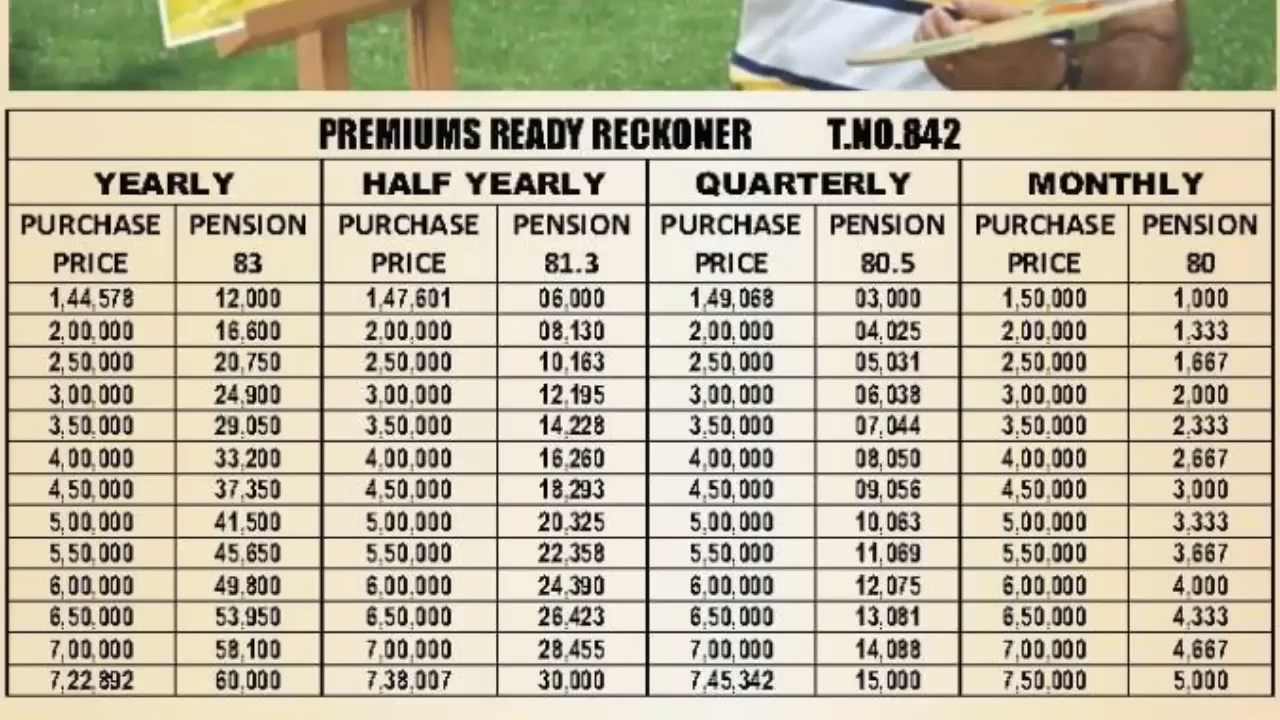 PREMIUMS READY RECKONER T.NO.842
YEARLY HALF YEARLY QUARTERLY MONTHLY
PURCHASE PENSION PURCHASE PENSION PURCHASE PENSION PURCHASE PENSION
PRICE 83 PRICE 81.3 PRICE 80.5 PRICE 80
1,44,578 12,000 1,47,601 06,000 1,49,068 03,000 1,50,000 1,000
2,00,000 16,600 2,00,000 08,130 2,00,000 04,025 2,00,000 1,333
2,50,000 20,750 2,50,000 10,163 2,50,000 05,031 2,50,000 1,667
3,00,000 24,900 3,00,000 12,195 3,00,000 06,038 3,00,000 2,000
3,50,000 29,050 3,50,000 14,228 3,50,000 07,044 3,50,000 2,333
4,00,000 33,200 4,00,000 16,260 4,00,000 08,050 4,00,000 2,667
4,50,000 37,350 4,50,000 18,293 4,50,000 09,056 4,50,000 3,000
5,00,000 41,500 5,00,000 20,325 5,00,000 10,063 5,00,000 3,333
5,50,000 45,650 5,50,000 22,358 5,50,000 11,069 5,50,000 3,667
6,00,000 49,800 6,00,000 24,390 6,00,000 12,075 6,00,000 4,000
6,50,000 53,950 6,50,000 26,423 6,50,000 13,081 6,50,000 4,333
7,00,000 58,100 7,00,000 28,455 7,00,000 14,088 7,00,000 4,667
7,22,892 60,000 7,38,007 30,000 7,45,342 15,000 7,50,000 5,000